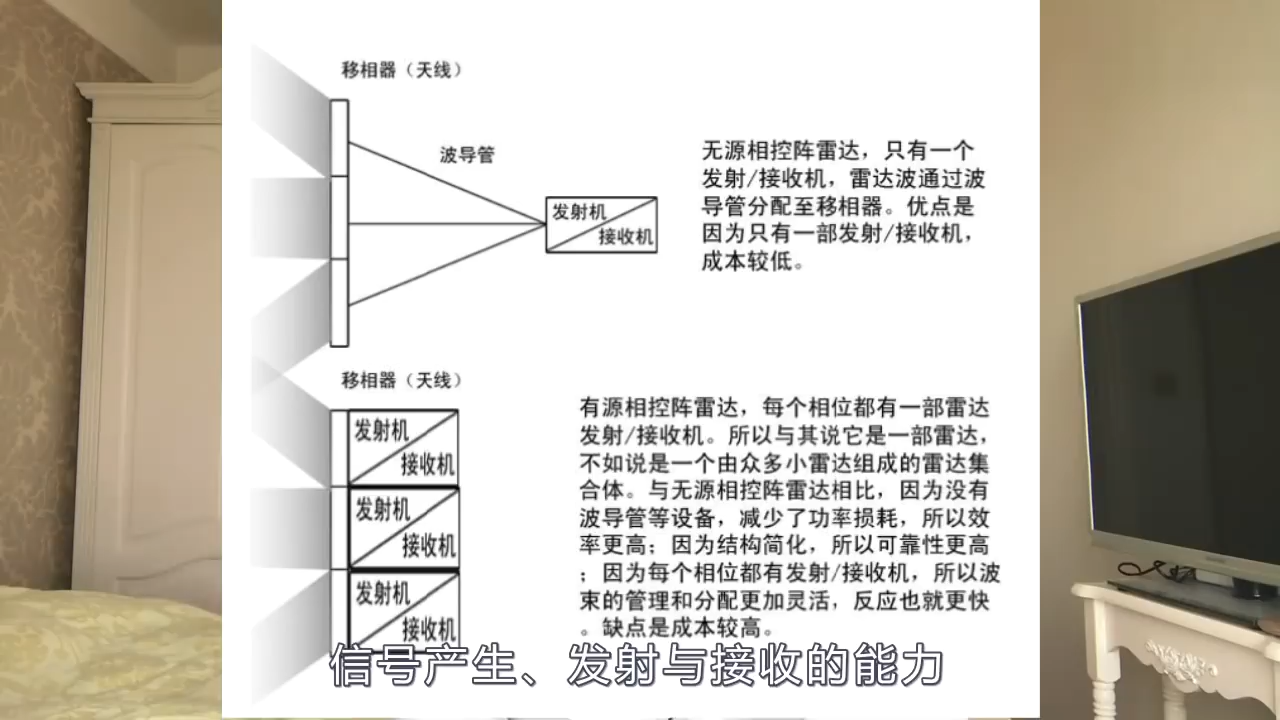 移相器（天线）
波导管
发射机
接收机
无源相控阵雷达，只有一个
发射/接收机，雷达波通过波
导管分配至移相器。优点是
因为只有一部发射/接收机，
成本较低。
移相器（天线）
发射机
接收机
发射机
接收机
发射机
接收机
有源相控阵雷达，每个相位都有一部雷达
发射/接收机。所以与其说它是一部雷达，
不如说是一个由众多小雷达组成的雷达集
合体。与无源相控阵雷达相比，因为没有
波导管等设备，减少了功率损耗，所以效
率更高；因为结构简化，所以可靠性更高
；因为每个相位都有发射/接收机，所以波
束的管理和分配更加灵活，反应也就更快
。缺点是成本较高。
信号产生、发射与接收的能力